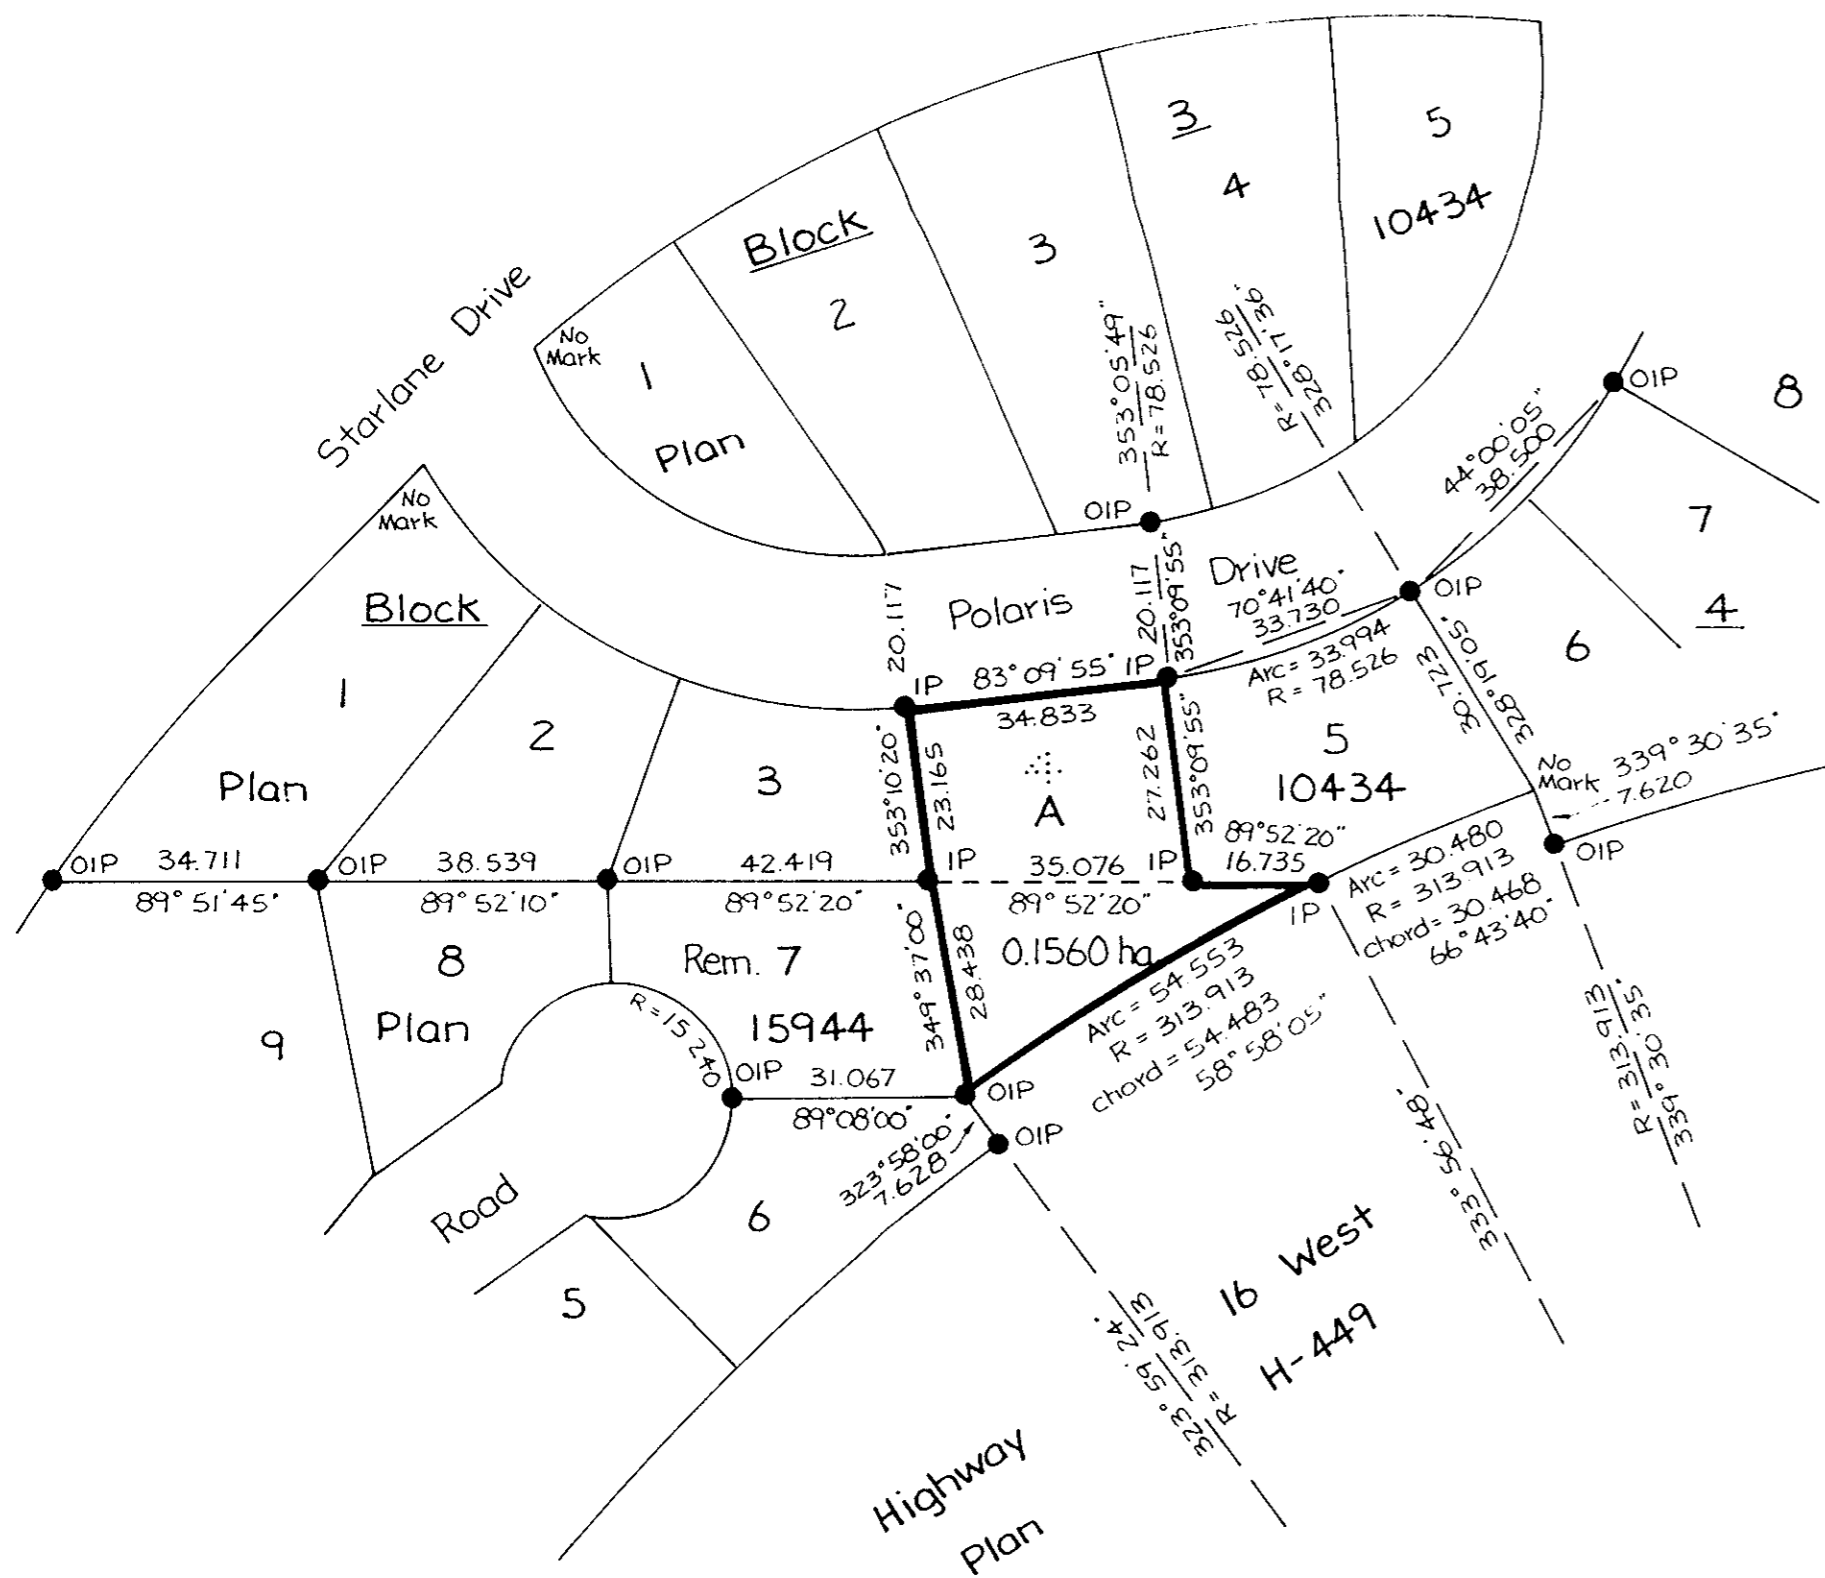 3
5
4
10434
Block
3
2
Starlane Drive
No
Mark
1
Plan
353°05'49"
R=78.526
R=78.526
328°17'36"
OIP
8
44°00'05"
38.500
No
Mark
OIP
7
Block
20.117
Polaris
20.117
353°09'55"
Drive
70°41'40"
33.730
OIP
4
6
1
2
IP
83°09'55"
IP
34.833
Arc=33.994
R=78.526
30.723
328°19'05"
Plan
3
353°10'20"
23.165
A
27.262
353°09'55"
5
10434
No
Mark
339°30'35"
7.620
OIP
34.711
OIP
38.539
OIP
42.419
IP
35.076
IP
89°52'20"
16.735
OIP
89°51'45"
89°52'10"
89°52'20"
89°52'20"
IP
Arc=30.480
R=313.913
chord=30.468
66°43'40"
8
Rem. 7
349°37'00"
28.438
0.1560 ha
Plan
R=15.240
15944
9
Arc=54.553
R=313.913
chord=54.483
58°58'05"
R=313.913
339°30'35"
OIP
31.067
OIP
89°08'00"
323°58'00"
7.628
OIP
333°56'48"
Road
6
5
16 West
H-449
323°59'24"
R=313.913
Highway
Plan